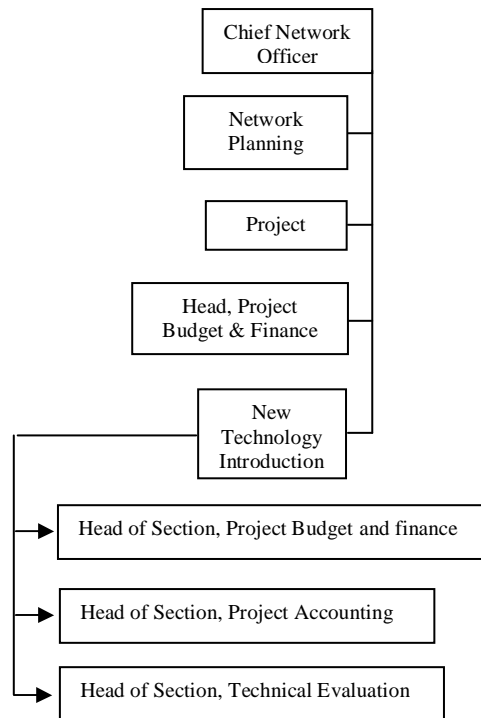 Chief Network
Officer
Network
Planning
Project
Head, Project
Budget & Finance
New
Technology
Introduction
Head of Section, Project Budget and finance
Head of Section, Project Accounting
Head of Section, Technical Evaluation